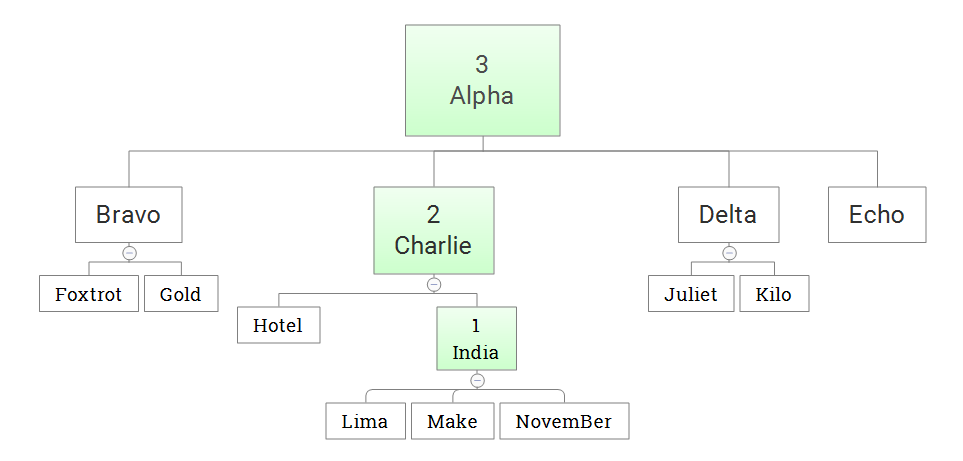 3
Alpha
Bravo
2
Charlie
Delta
Echo
Foxtrot
Gold
Hotel
1
India
Juliet
Kilo
Lima
Make
NovemBer